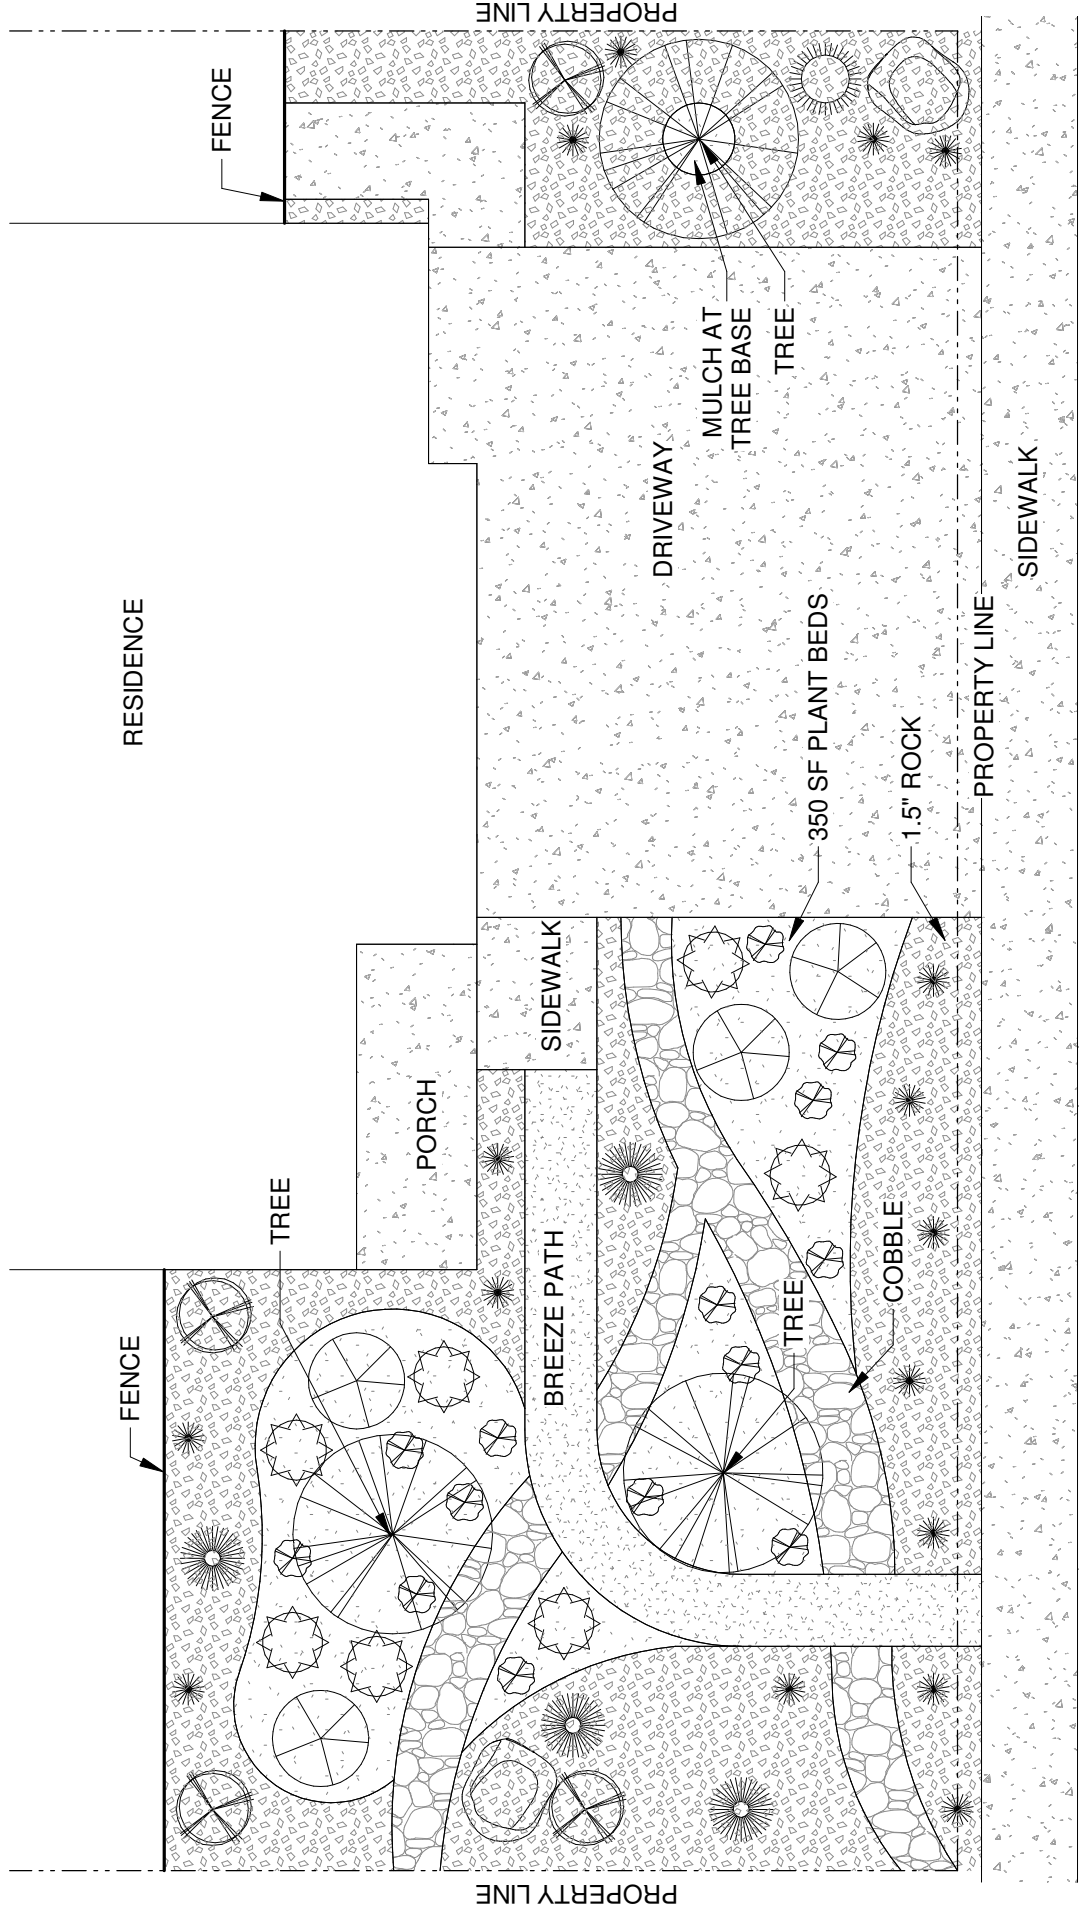 PROPERTY LINE
FENCE
RESIDENCE
MULCH AT
TREE BASE
TREE
DRIVEWAY
SIDEWALK
350 SF PLANT BEDS
1.5" ROCK
PROPERTY LINE
SIDEWALK
PORCH
TREE
BREEZE PATH
TREE
COBBLE
FENCE
PROPERTY LINE